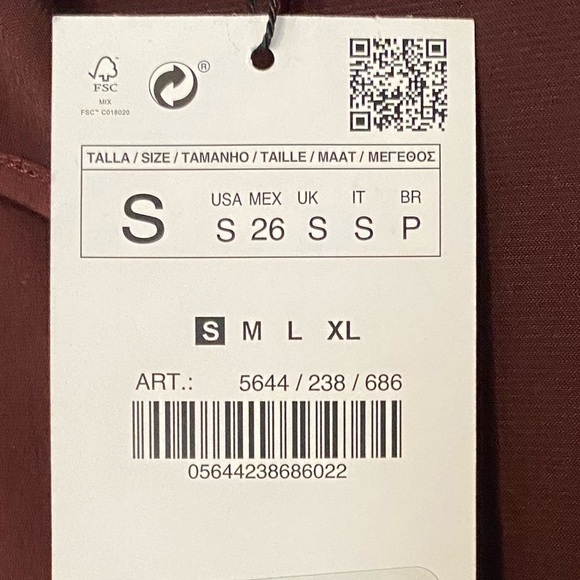 FSC
MIX
FSC™ C018020
®
TALLA / SIZE / TAMANHO / TAILLE / MAAT / ΜΕΓΕΘΟΣ
S
USA MEX UK IT BR
S 26 S S P
S M L XL
ART.: 5644 / 238 / 686
05644238686022